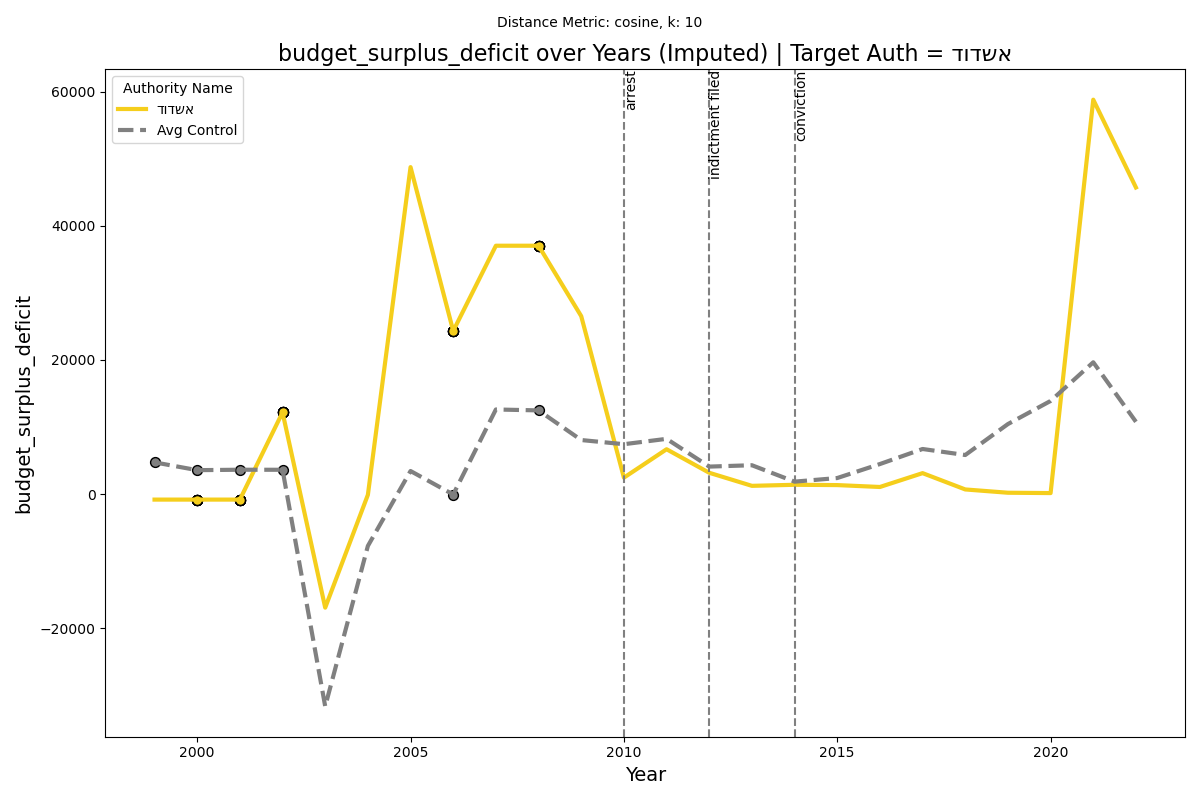 Distance Metric: cosine, k: 10
budget_surplus_deficit over Years (Imputed) | Target Auth = אשדוד
Authority Name
אשדוד
Avg Control
arrest
indictment filed
conviction
60000
40000
20000
0
−20000
budget_surplus_deficit
2000 2005 2010 2015 2020
Year